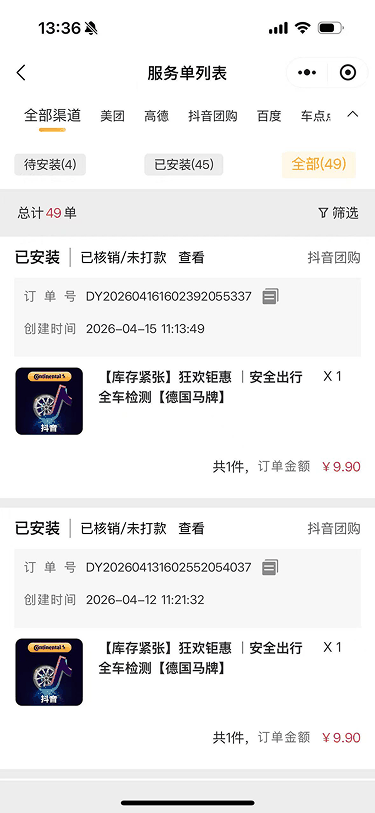 13:36
服务单列表
全部渠道 美团 高德 抖音团购 百度 车点
待安装(4) 已安装(45) 全部(49)
总计49单 筛选
已安装 已核销/未打款 查看 抖音团购
订单号 DY202604161602392055337
创建时间 2026-04-15 11:13:49
Continental
抖音
【库存紧张】狂欢钜惠 | 安全出行 X 1
全车检测【德国马牌】
共1件, 订单金额 ¥9.90
已安装 已核销/未打款 查看 抖音团购
订单号 DY202604131602552054037
创建时间 2026-04-12 11:21:32
Continental
抖音
【库存紧张】狂欢钜惠 | 安全出行 X 1
全车检测【德国马牌】
共1件, 订单金额 ¥9.90